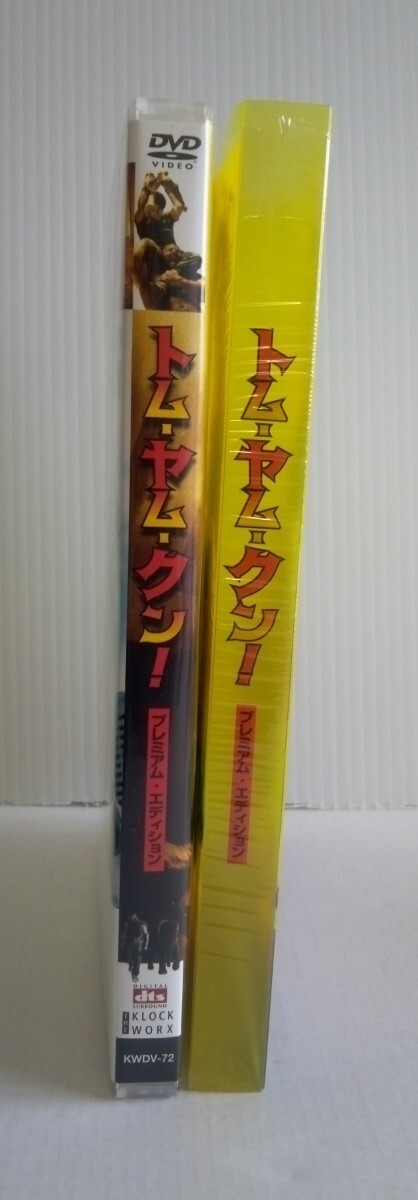 DVD
VIDEO
トム・ヤム・クン!
プレミアム・エディション
DIGITAL
dts
SURROUND
THE
KLOCK
WORX
KWDV-72
トム・ヤム・クン!
プレミアム・エディション